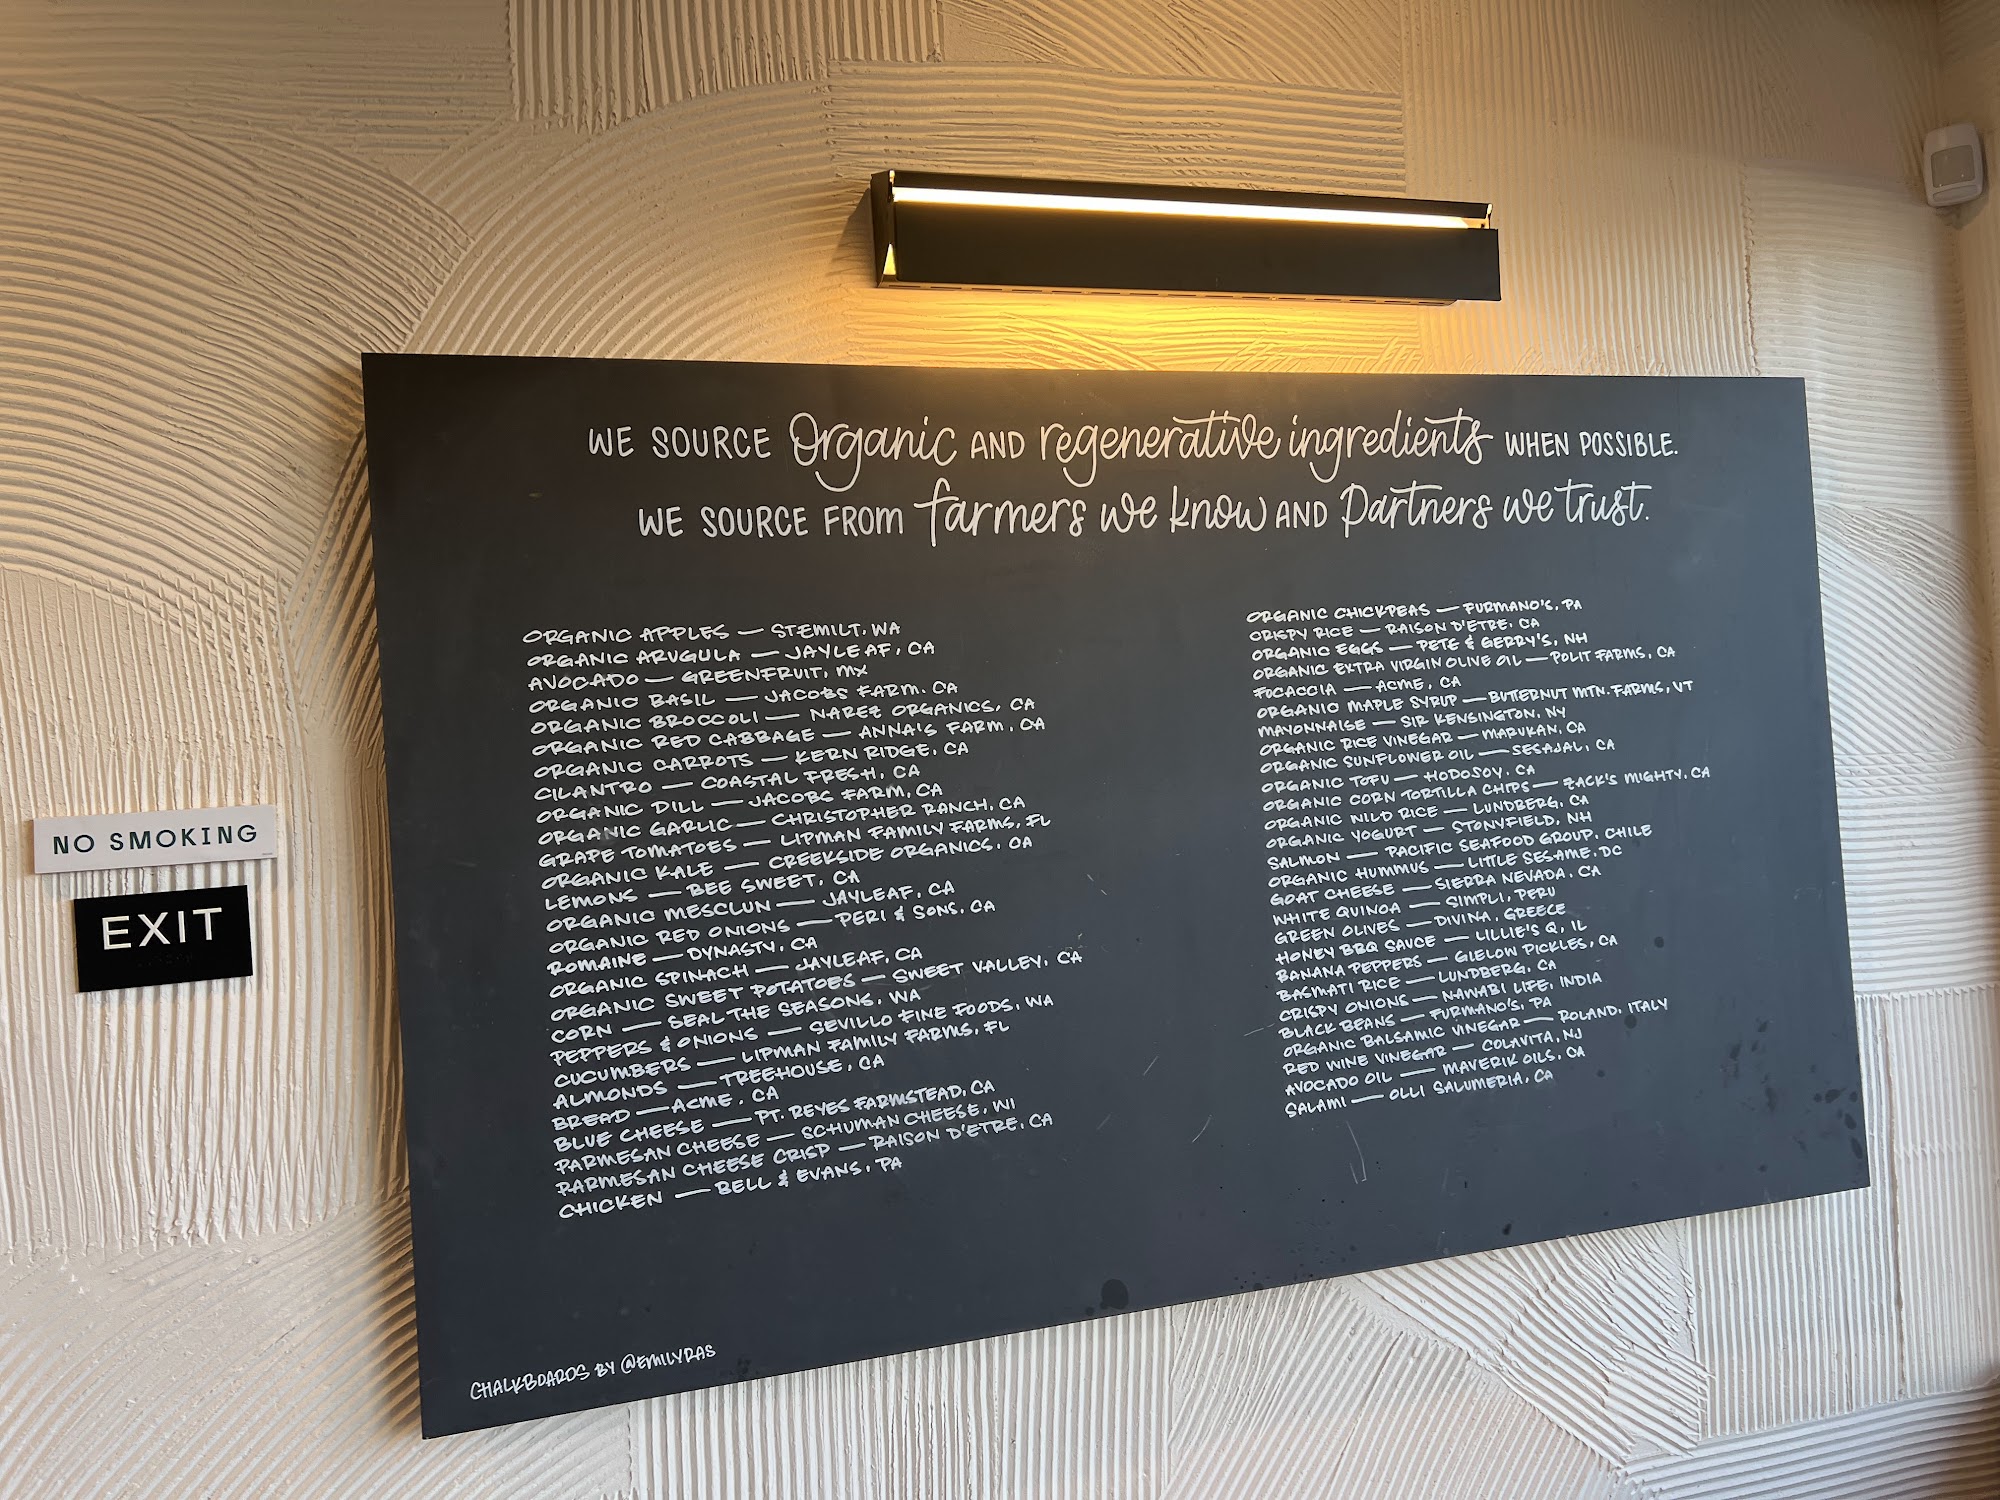 WE SOURCE Organic AND regenerative ingredients WHEN POSSIBLE.
WE SOURCE FROM farmers we know AND Partners we trust.
ORGANIC APPLES — STEMILT, WA
ORGANIC ARUGULA — JAYLEAF, CA
AVOCADO — GREENFRUIT, MX
ORGANIC BASIL — JACOBS FARM, CA
ORGANIC BROCCOLI — NAREZ ORGANICS, CA
ORGANIC RED CABBAGE — ANNA'S FARM, CA
ORGANIC CARROTS — KERN RIDGE, CA
CILANTRO — COASTAL FRESH, CA
ORGANIC DILL — JACOBS FARM, CA
ORGANIC GARLIC — CHRISTOPHER RANCH, CA
GRAPE TOMATOES — LIPMAN FAMILY FARMS, FL
ORGANIC KALE — CREEKSIDE ORGANICS, CA
LEMONS — BEE SWEET, CA
ORGANIC MESCLUN — JAYLEAF, CA
ORGANIC RED ONIONS — PERI & SONS, CA
ROMAINE — DYNASTY, CA
ORGANIC SPINACH — JAYLEAF, CA
ORGANIC SWEET POTATOES — SWEET VALLEY, CA
CORN — SEAL THE SEASONS, WA
PEPPERS & ONIONS — SEVILLO FINE FOODS, WA
CUCUMBERS — LIPMAN FAMILY FARMS, FL
ALMONDS — TREEHOUSE, CA
BREAD — ACME, CA
BLUE CHEESE — PT. REYES FARMSTEAD, CA
PARMESAN CHEESE — SCHUMAN CHEESE, WI
PARMESAN CHEESE CRISP — RAISON D'ETRE, CA
CHICKEN — BELL & EVANS, PA
ORGANIC CHICKPEAS — FURMANO'S, PA
CRISPY RICE — RAISON D'ETRE, CA
ORGANIC EGGS — PETE & GERRY'S, NH
ORGANIC EXTRA VIRGIN OLIVE OIL — POLIT FARMS, CA
FOCACCIA — ACME, CA
ORGANIC MAPLE SYRUP — BUTTERNUT MTN. FARMS, VT
MAYONNAISE — SIR KENSINGTON, NY
ORGANIC RICE VINEGAR — MARUKAN, CA
ORGANIC SUNFLOWER OIL — SESAJAL, CA
ORGANIC TOFU — HODOSOY, CA
ORGANIC CORN TORTILLA CHIPS — ZACK'S MIGHTY, CA
ORGANIC WILD RICE — LUNDBERG, CA
ORGANIC YOGURT — STONYFIELD, NH
SALMON — PACIFIC SEAFOOD GROUP, CHILE
ORGANIC HUMMUS — LITTLE SESAME, DC
GOAT CHEESE — SIERRA NEVADA, CA
WHITE QUINOA — SIMPLI, PERU
GREEN OLIVES — DIVINA, GREECE
HONEY BBQ SAUCE — LILLIE'S Q, IL
BANANA PEPPERS — GIELOW PICKLES, CA
BASMATI RICE — LUNDBERG, CA
CRISPY ONIONS — NAWABI LIFE, INDIA
BLACK BEANS — FURMANO'S, PA
ORGANIC BALSAMIC VINEGAR — ROLAND, ITALY
RED WINE VINEGAR — COLAVITA, NJ
AVOCADO OIL — MAVERIK OILS, CA
SALAMI — OLLI SALUMERIA, CA
NO SMOKING
EXIT
CHALKBOARDS BY @EMILYRAS